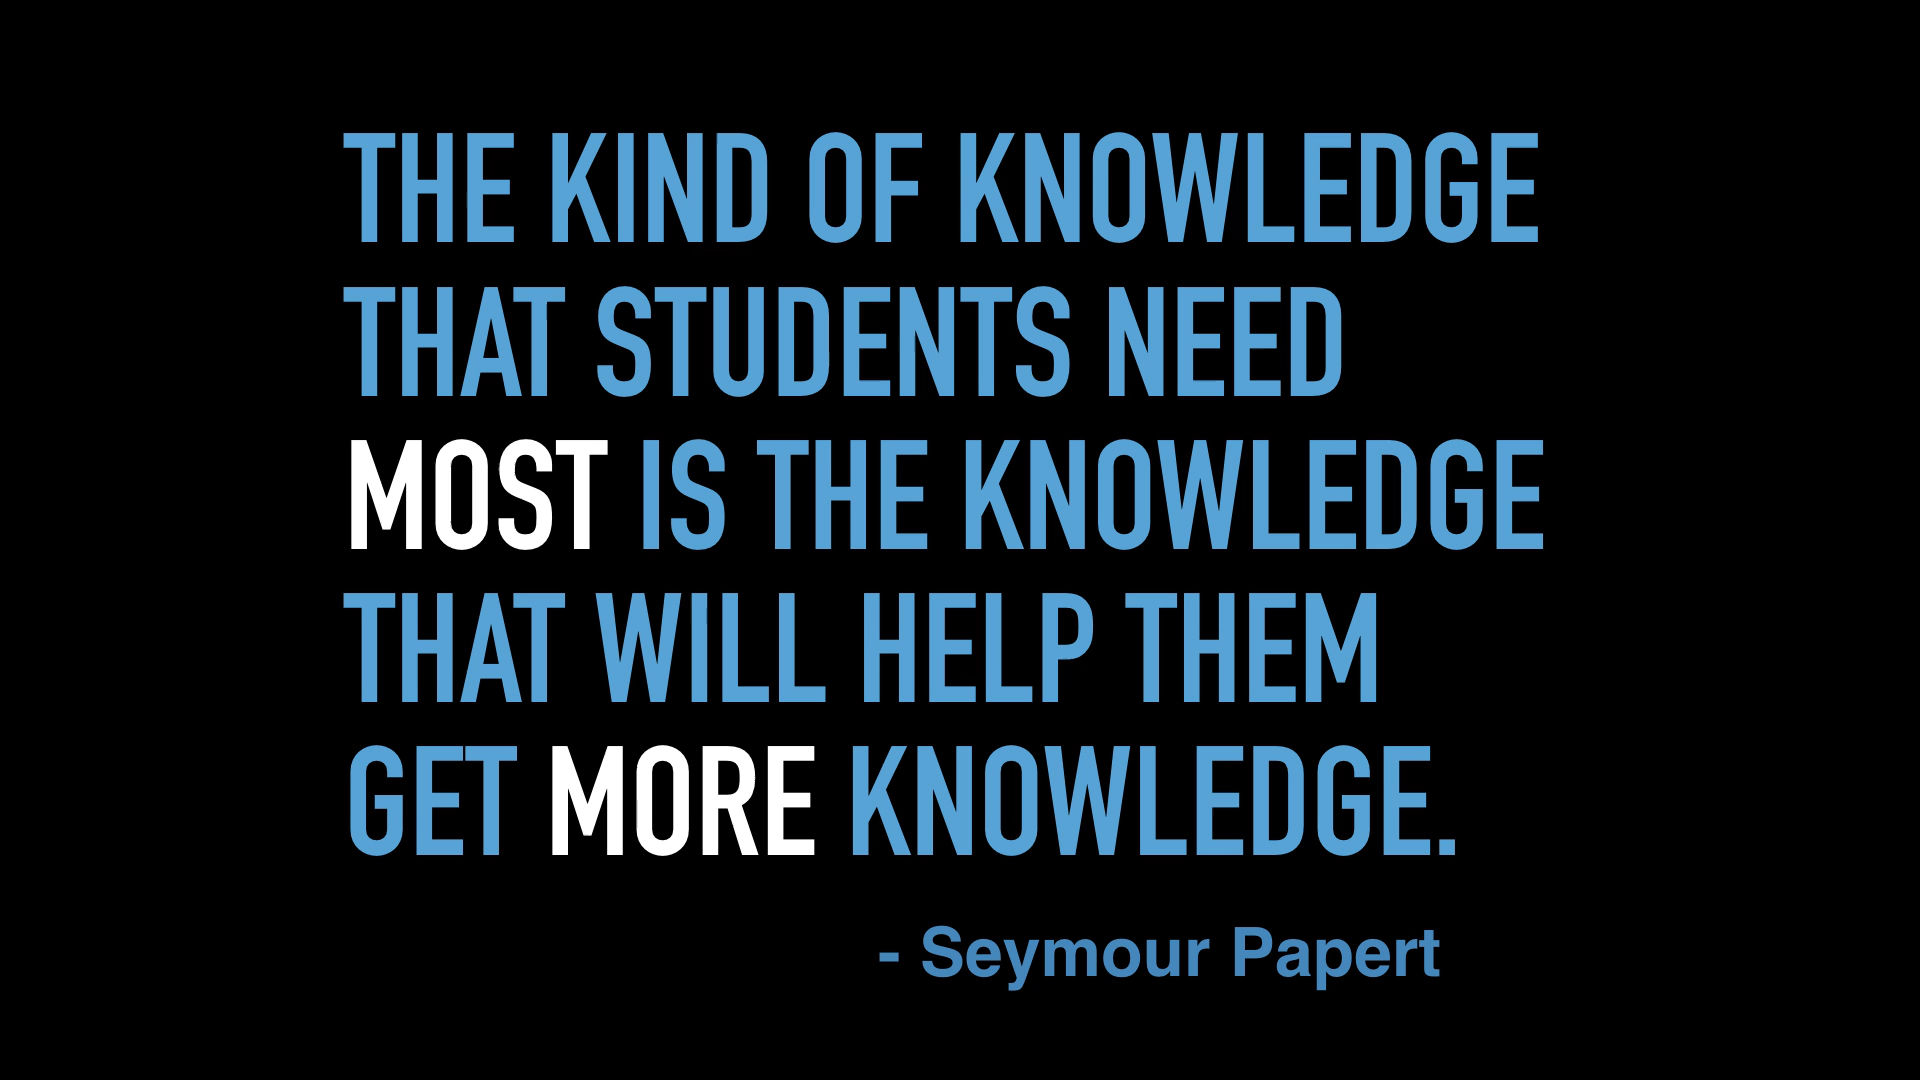 THE KIND OF KNOWLEDGE
THAT STUDENTS NEED
MOST IS THE KNOWLEDGE
THAT WILL HELP THEM
GET MORE KNOWLEDGE.
- Seymour Papert